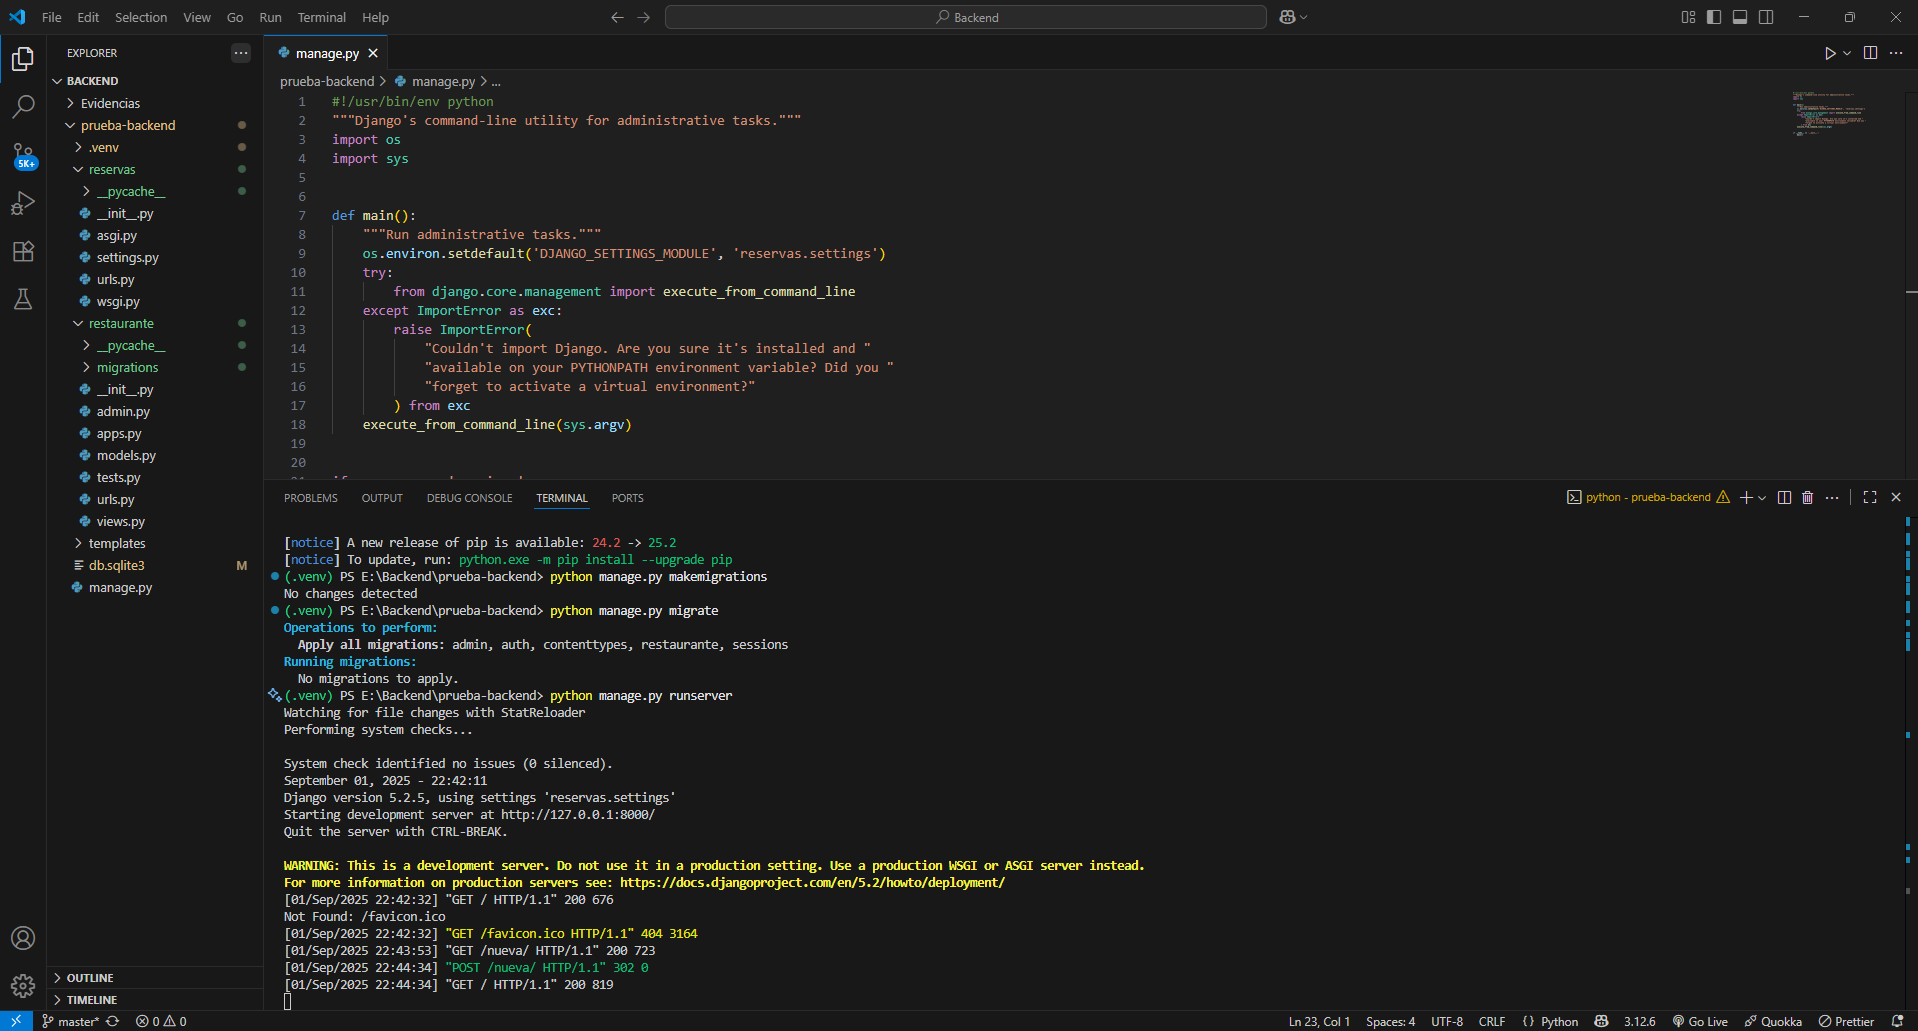 File Edit Selection View Go Run Terminal Help
Backend
EXPLORER
BACKEND
Evidencias
prueba-backend
.venv
reservas
__pycache__
__init__.py
asgi.py
settings.py
urls.py
wsgi.py
restaurante
__pycache__
migrations
__init__.py
admin.py
apps.py
models.py
tests.py
urls.py
views.py
templates
db.sqlite3 M
manage.py
OUTLINE
TIMELINE
5K+
manage.py
prueba-backend > manage.py > ...
1 #!/usr/bin/env python
2 """Django's command-line utility for administrative tasks."""
3 import os
4 import sys
5
6
7 def main():
8 """Run administrative tasks."""
9 os.environ.setdefault('DJANGO_SETTINGS_MODULE', 'reservas.settings')
10 try:
11 from django.core.management import execute_from_command_line
12 except ImportError as exc:
13 raise ImportError(
14 "Couldn't import Django. Are you sure it's installed and "
15 "available on your PYTHONPATH environment variable? Did you "
16 "forget to activate a virtual environment?"
17 ) from exc
18 execute_from_command_line(sys.argv)
19
20
PROBLEMS OUTPUT DEBUG CONSOLE TERMINAL PORTS
python - prueba-backend
[notice] A new release of pip is available: 24.2 -> 25.2
[notice] To update, run: python.exe -m pip install --upgrade pip
(.venv) PS E:\Backend\prueba-backend> python manage.py makemigrations
No changes detected
(.venv) PS E:\Backend\prueba-backend> python manage.py migrate
Operations to perform:
Apply all migrations: admin, auth, contenttypes, restaurante, sessions
Running migrations:
No migrations to apply.
(.venv) PS E:\Backend\prueba-backend> python manage.py runserver
Watching for file changes with StatReloader
Performing system checks...
System check identified no issues (0 silenced).
September 01, 2025 - 22:42:11
Django version 5.2.5, using settings 'reservas.settings'
Starting development server at http://127.0.0.1:8000/
Quit the server with CTRL-BREAK.
WARNING: This is a development server. Do not use it in a production setting. Use a production WSGI or ASGI server instead.
For more information on production servers see: https://docs.djangoproject.com/en/5.2/howto/deployment/
[01/Sep/2025 22:42:32] "GET / HTTP/1.1" 200 676
Not Found: /favicon.ico
[01/Sep/2025 22:42:32] "GET /favicon.ico HTTP/1.1" 404 3164
[01/Sep/2025 22:43:53] "GET /nueva/ HTTP/1.1" 200 723
[01/Sep/2025 22:44:34] "POST /nueva/ HTTP/1.1" 302 0
[01/Sep/2025 22:44:34] "GET / HTTP/1.1" 200 819
master* 0 0 Ln 23, Col 1 Spaces: 4 UTF-8 CRLF {} Python 3.12.6 Go Live Quokka Prettier